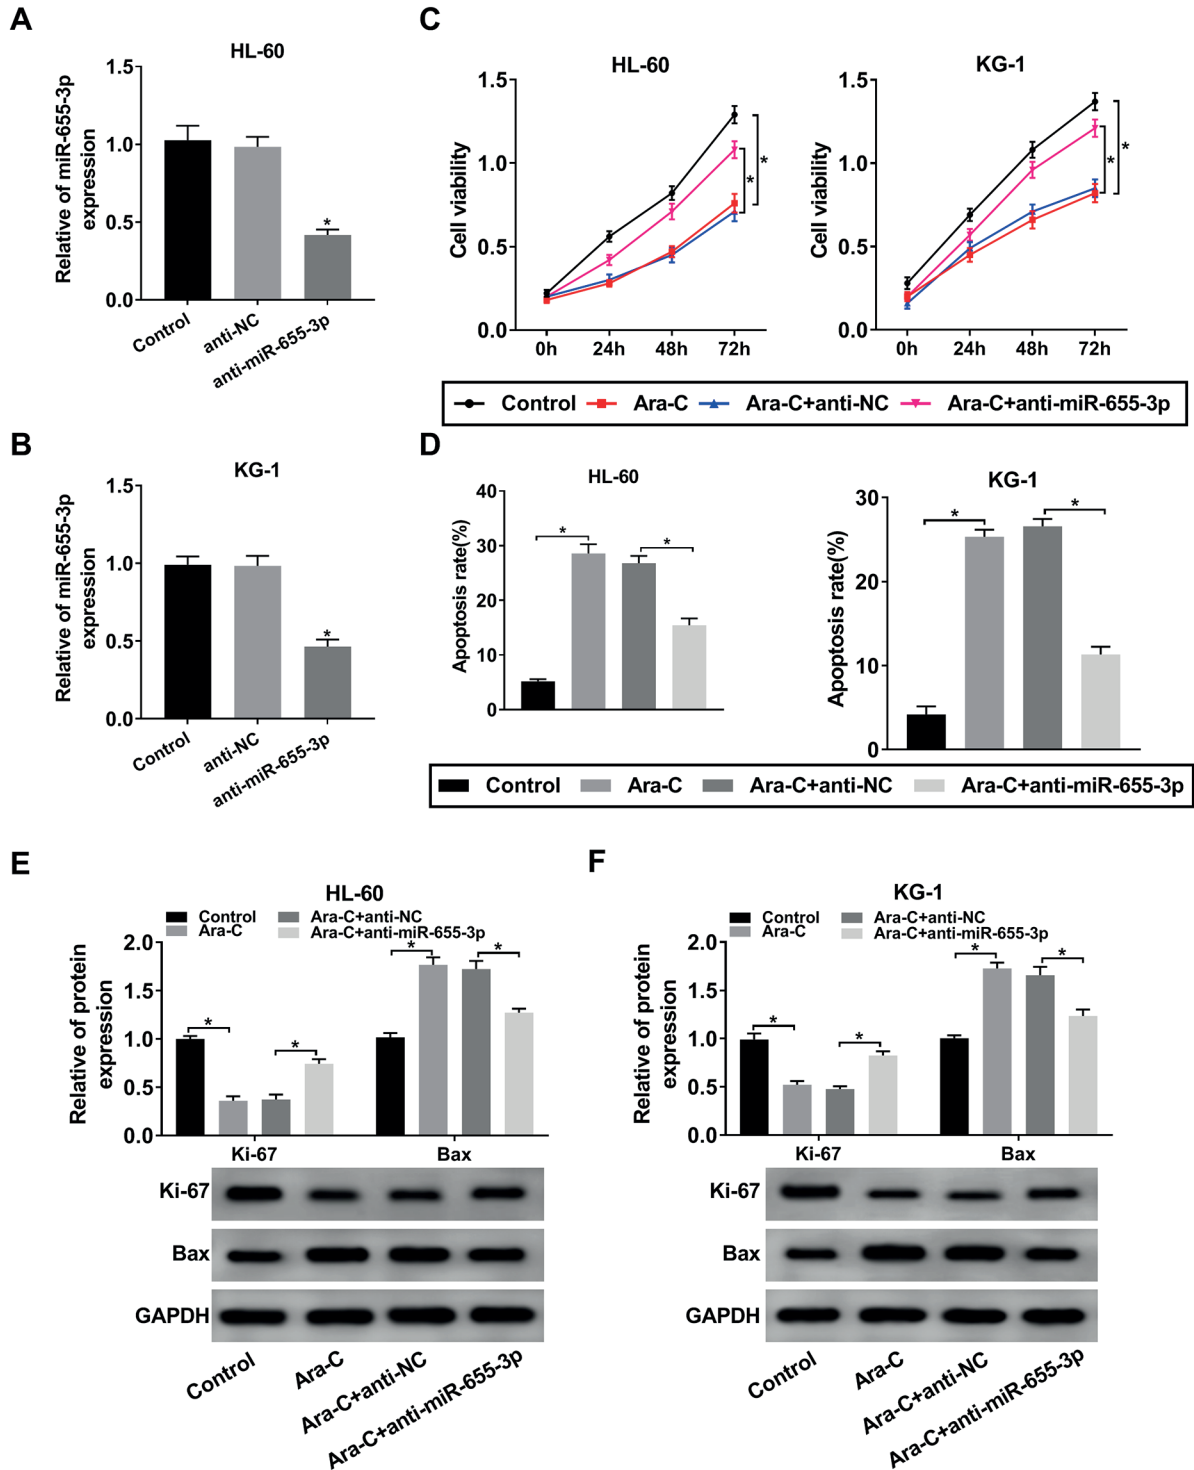 A
HL-60
Relative of miR-655-3p
expression
1.5
1.0
0.5
0.0
*
Control
anti-NC
anti-miR-655-3p
B
KG-1
Relative of miR-655-3p
expression
1.5
1.0
0.5
0.0
*
Control
anti-NC
anti-miR-655-3p
C
HL-60
Cell viability
1.5
1.0
0.5
0.0
* *
0h 24h 48h 72h
KG-1
Cell viability
1.5
1.0
0.5
0.0
* *
0h 24h 48h 72h
Control Ara-C Ara-C+anti-NC Ara-C+anti-miR-655-3p
D
HL-60
Apoptosis rate(%)
40
30
20
10
0
* *
KG-1
Apoptosis rate(%)
30
20
10
0
* *
Control Ara-C Ara-C+anti-NC Ara-C+anti-miR-655-3p
E
HL-60
Control Ara-C+anti-NC
Ara-C Ara-C+anti-miR-655-3p
Relative of protein
expression
2.0
1.5
1.0
0.5
0.0
* * * *
Ki-67 Bax
Ki-67
Bax
GAPDH
Control
Ara-C
Ara-C+anti-NC
Ara-C+anti-miR-655-3p
F
KG-1
Control Ara-C+anti-NC
Ara-C Ara-C+anti-miR-655-3p
Relative of protein
expression
2.0
1.5
1.0
0.5
0.0
* * * *
Ki-67 Bax
Ki-67
Bax
GAPDH
Control
Ara-C
Ara-C+anti-NC
Ara-C+anti-miR-655-3p